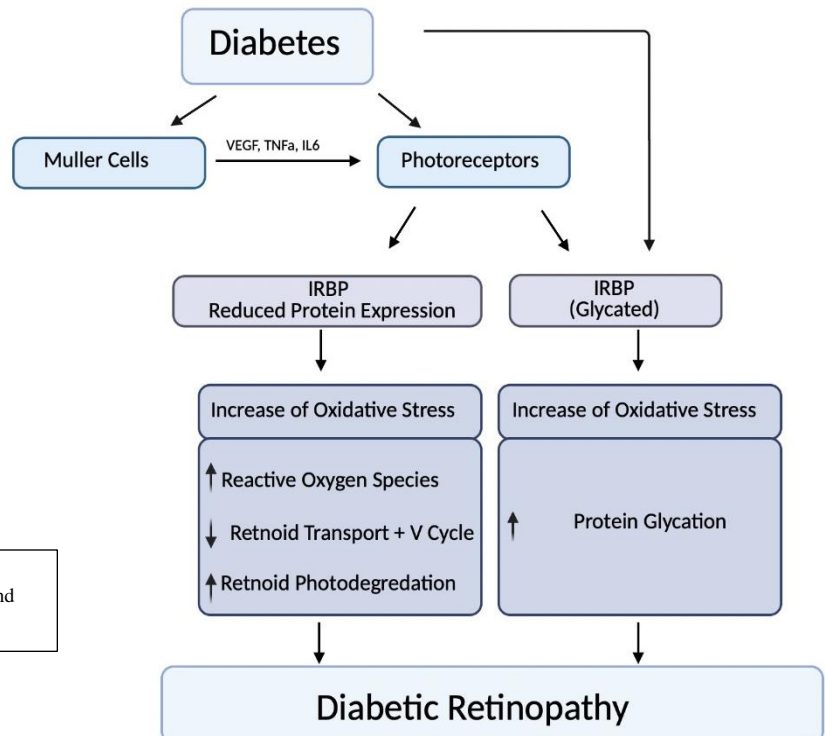 Diabetes
Muller Cells
VEGF, TNFa, IL6
Photoreceptors
IRBP
Reduced Protein Expression
IRBP
(Glycated)
Increase of Oxidative Stress
Reactive Oxygen Species
Retnoid Transport + V Cycle
Retnoid Photodegredation
Increase of Oxidative Stress
Protein Glycation
Diabetic Retinopathy